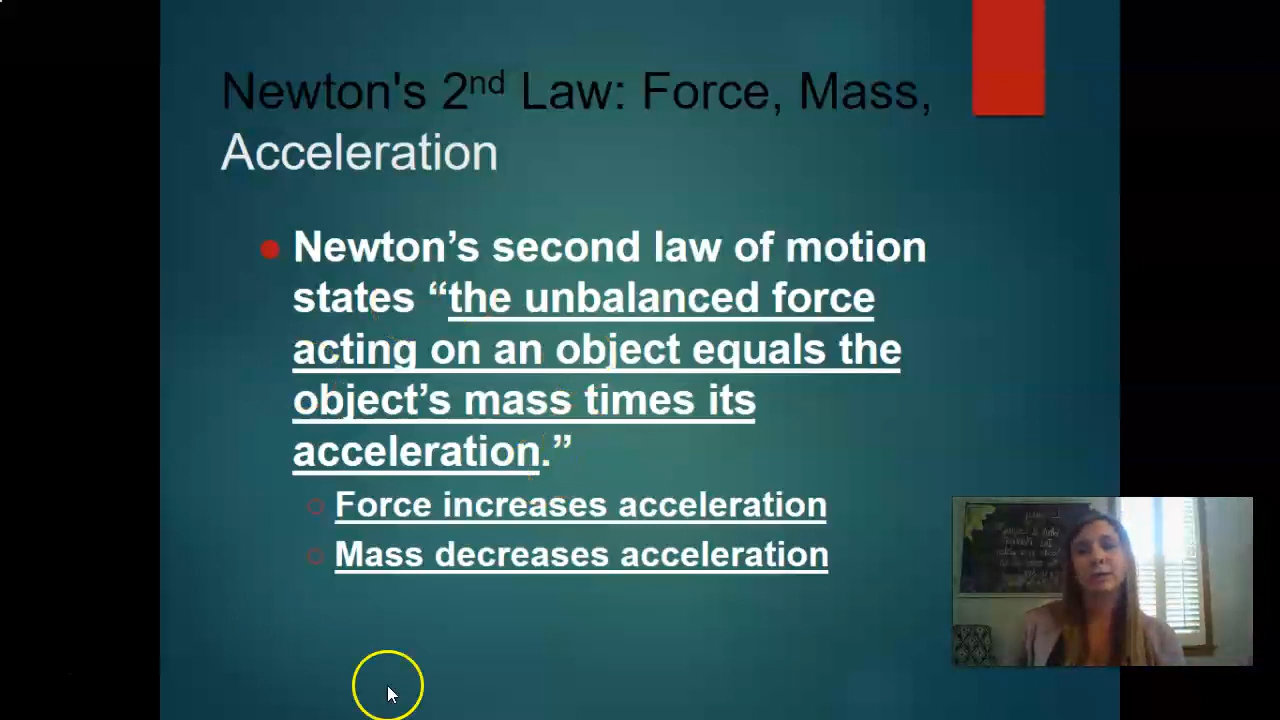 Newton's 2nd Law: Force, Mass,
Acceleration
Newton’s second law of motion
states “the unbalanced force
acting on an object equals the
object’s mass times its
acceleration.”
Force increases acceleration
Mass decreases acceleration